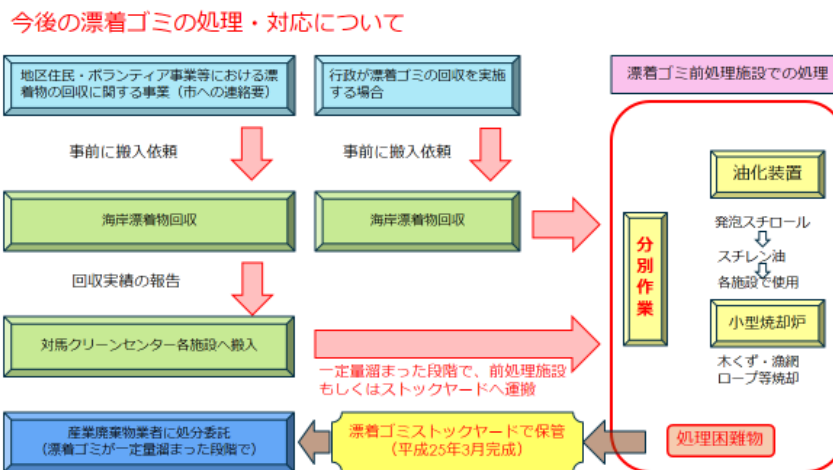 今後の漂着ゴミの処理・対応について
地区住民・ボランティア事業等における漂
着物の回収に関する事業(市への連絡要)
行政が漂着ゴミの回収を実施
する場合
漂着ゴミ前処理施設での処理
事前に搬入依頼
事前に搬入依頼
油化装置
海岸漂着物回収
海岸漂着物回収
分別作業
発泡スチロール
スチレン油
各施設で使用
回収実績の報告
小型焼却炉
対馬クリーンセンター各施設へ搬入
木くず・漁網
ロープ等焼却
一定量溜まった段階で、前処理施設
もしくはストックヤードへ運搬
産業廃棄物業者に処分委託
(漂着ゴミが一定量溜まった段階で)
漂着ゴミストックヤードで保管
(平成25年3月完成)
処理困難物